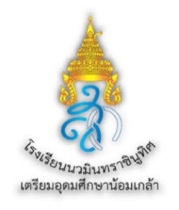 โรงเรียนนวมินทราชินูทิศ
เตรียมอุดมศึกษาน้อมเกล้า